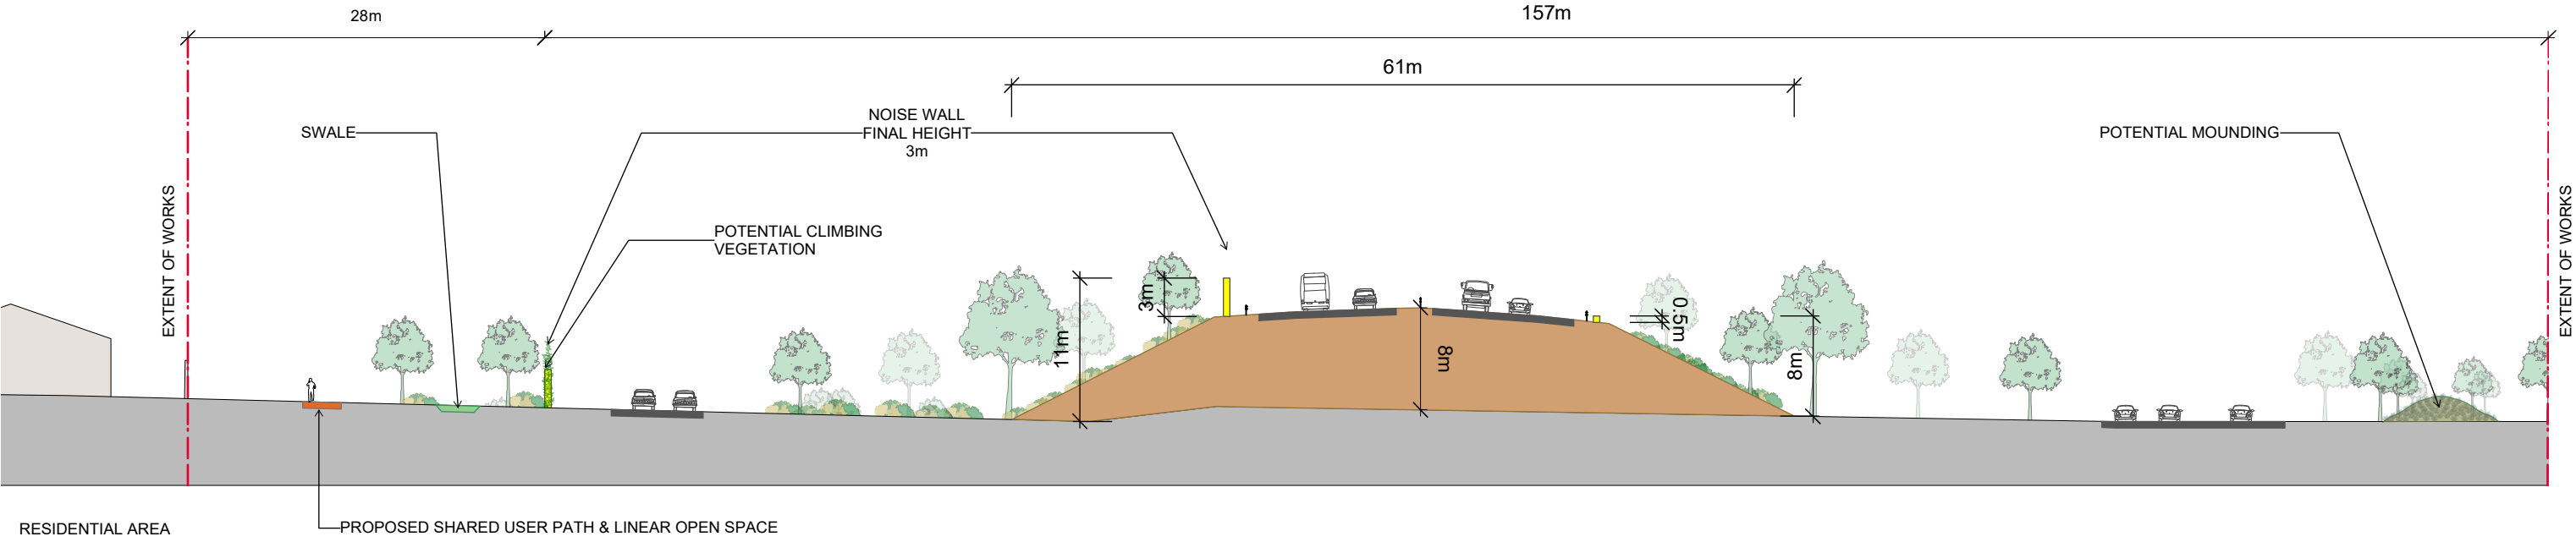 28m
157m
61m
NOISE WALL
FINAL HEIGHT
3m
SWALE
POTENTIAL MOUNDING
EXTENT OF WORKS
EXTENT OF WORKS
POTENTIAL CLIMBING
VEGETATION
3m
11m
8m
0.5m
8m
RESIDENTIAL AREA
PROPOSED SHARED USER PATH & LINEAR OPEN SPACE